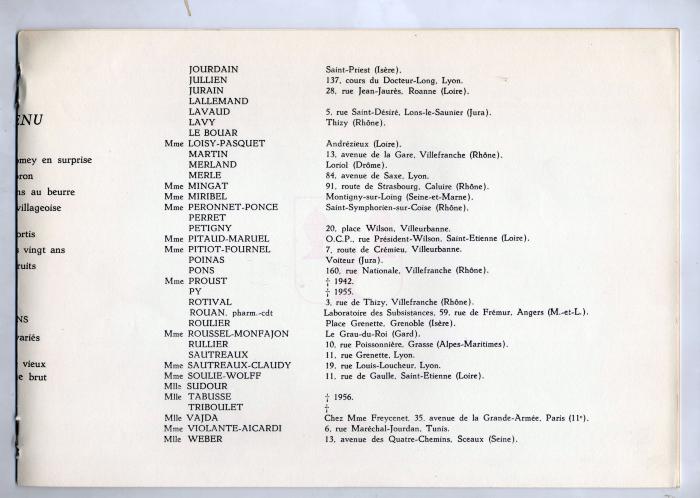 ENU
omey en surprise
ron
ns au beurre
villageoise
ortis
vingt ans
ruits
NS
variés
vieux
e brut
JOURDAIN Saint-Priest (Isère).
JULLIEN 137, cours du Docteur-Long, Lyon.
JURAIN 28, rue Jean-Jaurès, Roanne (Loire).
LALLEMAND
LAVAUD 5, rue Saint-Désiré, Lons-le-Saunier (Jura).
LAVY Thizy (Rhône).
LE BOUAR
Mme LOISY-PASQUET Andrézieux (Loire).
MARTIN 13, avenue de la Gare, Villefranche (Rhône).
MERLAND Loriol (Drôme).
MERLE 84, avenue de Saxe, Lyon.
Mme MINGAT 91, route de Strasbourg, Caluire (Rhône).
Mme MIRIBEL Montigny-sur-Loing (Seine-et-Marne).
Mme PERONNET-PONCE Saint-Symphorien-sur-Coise (Rhône).
PERRET
PETIGNY 20, place Wilson, Villeurbanne.
Mme PITAUD-MARUEL O.C.P., rue Président-Wilson, Saint-Etienne (Loire).
Mme PITIOT-FOURNEL 7, route de Crémieu, Villeurbanne.
POINAS Voiteur (Jura).
PONS 160, rue Nationale, Villefranche (Rhône).
Mme PROUST † 1942.
PY † 1955.
ROTIVAL 3, rue de Thizy, Villefranche (Rhône).
ROUAN, pharm.-cdt Laboratoire des Subsistances, 59, rue de Frémur, Angers (M.-et-L.).
ROULIER Place Grenette, Grenoble (Isère).
Mme ROUSSEL-MONFAJON Le Grau-du-Roi (Gard).
RULLIER 10, rue Poissonnière, Grasse (Alpes-Maritimes).
SAUTREAUX 11, rue Grenette, Lyon.
Mme SAUTREAUX-CLAUDY 19, rue Louis-Loucheur, Lyon.
Mme SOULIE-WOLFF 11, rue de Gaulle, Saint-Etienne (Loire).
Mlle SUDOUR
Mlle TABUSSE † 1956.
TRIBOULET †
Mlle VAJDA Chez Mme Freycenet, 35, avenue de la Grande-Armée, Paris (11e).
Mme VIOLANTE-AICARDI 6, rue Maréchal-Jourdan, Tunis.
Mlle WEBER 13, avenue des Quatre-Chemins, Sceaux (Seine).